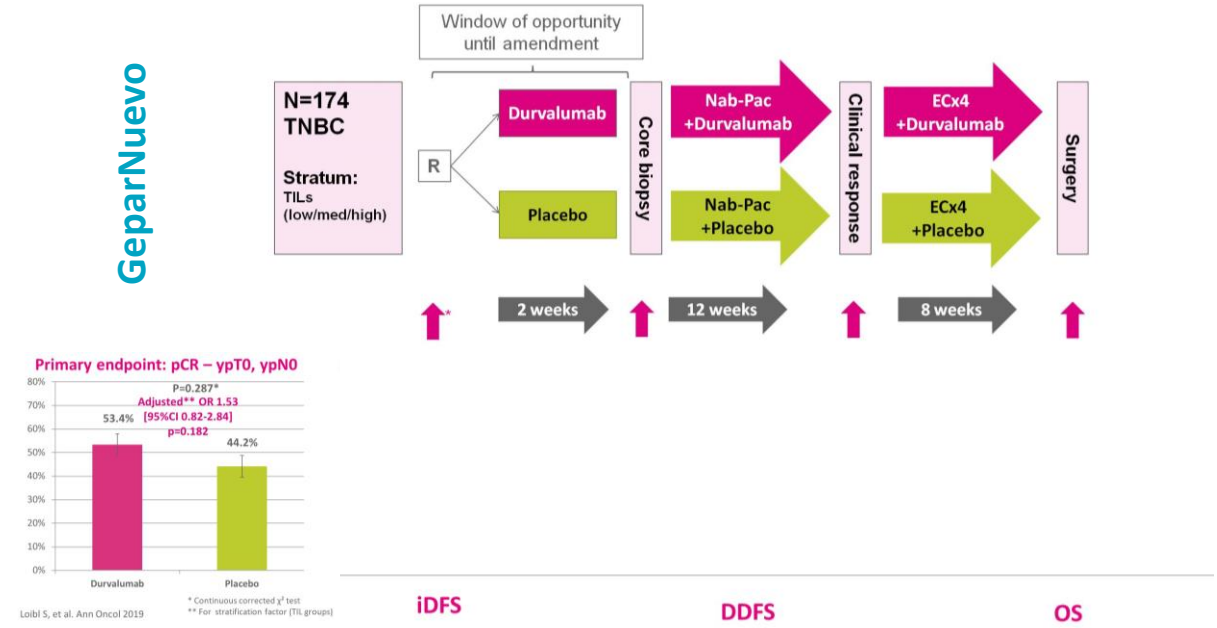 GeparNuevo
Window of opportunity
until amendment
N=174
TNBC
Stratum:
TILs
(low/med/high)
R
Durvalumab
Placebo
Core biopsy
Nab-Pac
+Durvalumab
Nab-Pac
+Placebo
Clinical response
ECx4
+Durvalumab
ECx4
+Placebo
Surgery
*
2 weeks
12 weeks
8 weeks
Primary endpoint: pCR – ypT0, ypN0
P=0.287*
Adjusted** OR 1.53
[95%CI 0.82-2.84]
p=0.182
80%
70%
60%
50%
40%
30%
20%
10%
0%
53.4%
44.2%
Durvalumab
Placebo
* Continuous corrected χ² test
** For stratification factor (TIL groups)
Loibl S, et al. Ann Oncol 2019
iDFS
DDFS
OS